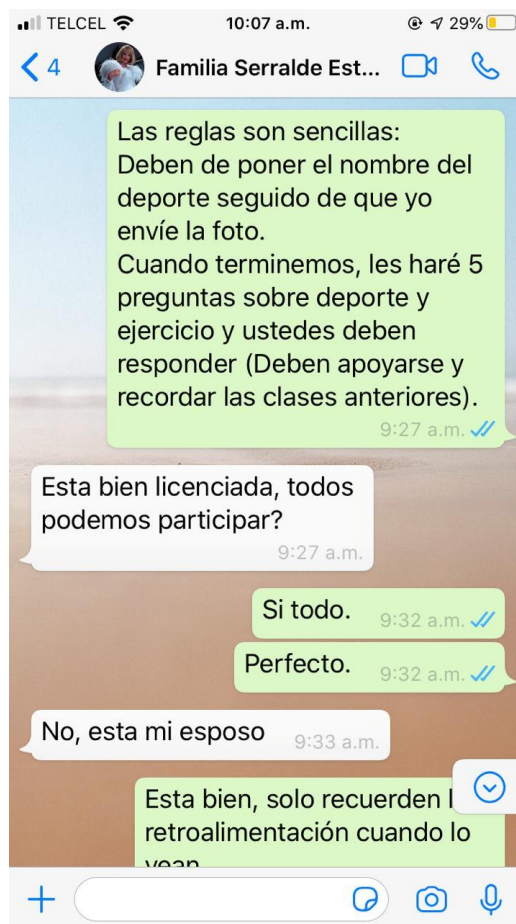 TELCEL 10:07 a.m. 29%
4 Familia Serralde Est...
Las reglas son sencillas:
Deben de poner el nombre del
deporte seguido de que yo
envíe la foto.
Cuando terminemos, les haré 5
preguntas sobre deporte y
ejercicio y ustedes deben
responder (Deben apoyarse y
recordar las clases anteriores).
9:27 a.m.
Esta bien licenciada, todos
podemos participar?
9:27 a.m.
Si todo. 9:32 a.m.
Perfecto. 9:32 a.m.
No, esta mi esposo 9:33 a.m.
Esta bien, solo recuerden
retroalimentación cuando lo
vean